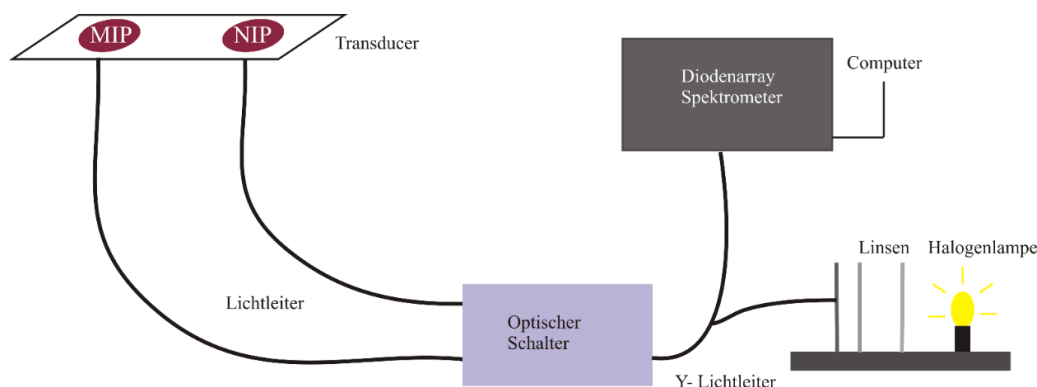 MIP
NIP
Transducer
Diodenarray
Spektrometer
Computer
Linsen
Halogenlampe
Lichtleiter
Optischer
Schalter
Y- Lichtleiter